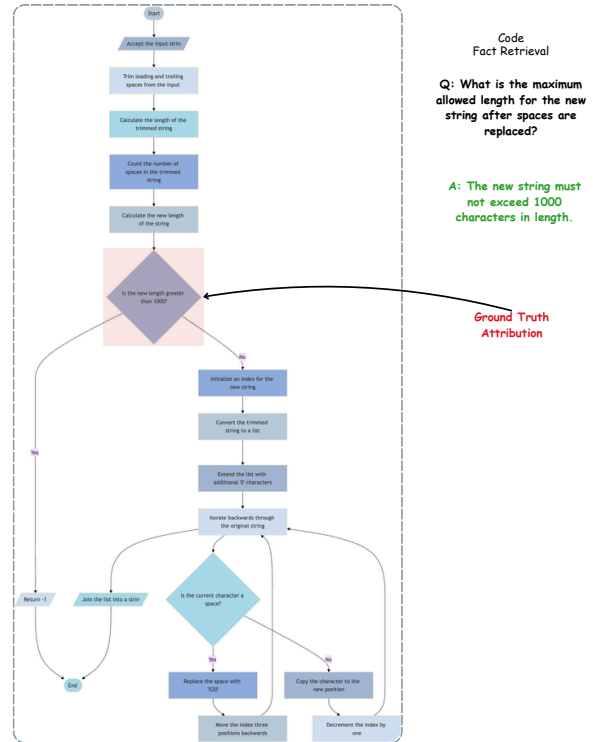 Start
Accept the input strin
Trim leading and trailing
spaces from the input
Calculate the length of the
trimmed string
Count the number of
spaces in the trimmed
string
Calculate the new length
of the string
Is the new length greater
than 1000?
No
Yes
Initialize an index for the
new string
Convert the trimmed
string to a list
Extend the list with
additional '0' characters
Iterate backwards through
the original string
Return -1
Join the list into a strin
Is the current character a
space?
End
Yes
No
Replace the space with
'%20'
Copy the character to the
new position
Move the index three
positions backwards
Decrement the index by
one
Code
Fact Retrieval
Q: What is the maximum
allowed length for the new
string after spaces are
replaced?
A: The new string must
not exceed 1000
characters in length.
Ground Truth
Attribution